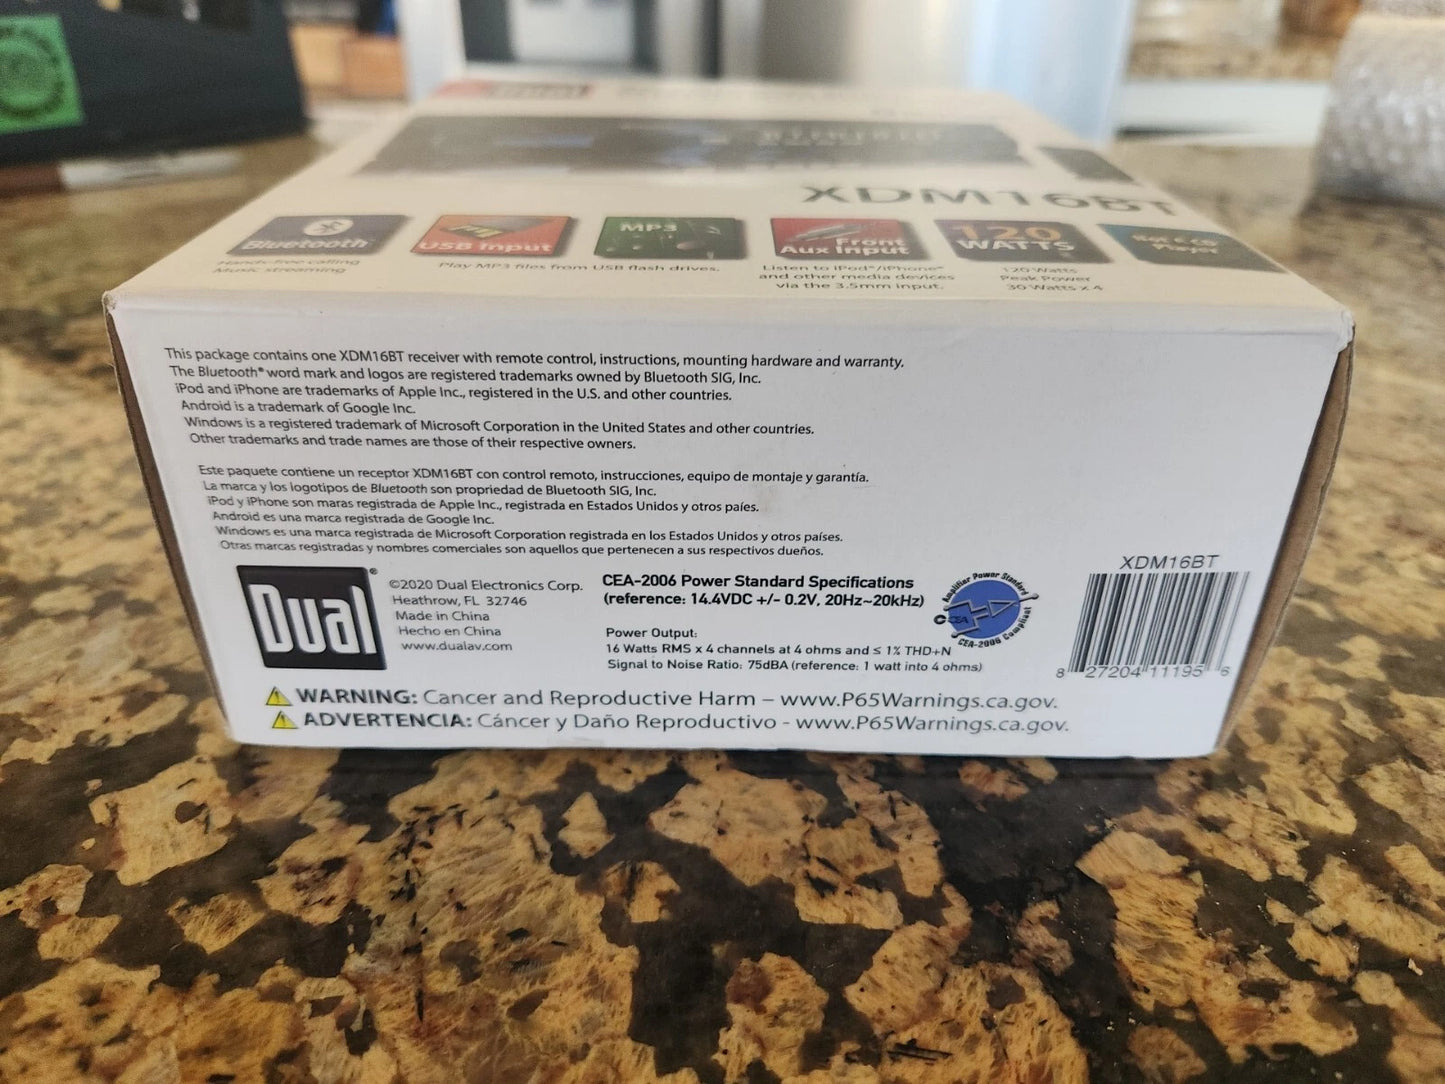 Dual
XDM16BT
Bluetooth
Hands-free calling
Music streaming
USB Input
Play MP3 files from USB flash drives.
MP3
Front
Aux Input
Listen to iPod®/iPhone®
and other media devices
via the 3.5mm input.
120
WATTS
120 Watts
Peak Power
30 Watts x 4
Not a CD
Player
This package contains one XDM16BT receiver with remote control, instructions, mounting hardware and warranty.
The Bluetooth® word mark and logos are registered trademarks owned by Bluetooth SIG, Inc.
iPod and iPhone are trademarks of Apple Inc., registered in the U.S. and other countries.
Android is a trademark of Google Inc.
Windows is a registered trademark of Microsoft Corporation in the United States and other countries.
Other trademarks and trade names are those of their respective owners.
Este paquete contiene un receptor XDM16BT con control remoto, instrucciones, equipo de montaje y garantía.
La marca y los logotipos de Bluetooth son propriedad de Bluetooth SIG, Inc.
iPod y iPhone son maras registrada de Apple Inc., registrada en Estados Unidos y otros paíes.
Android es una marca registrada de Google Inc.
Windows es una marca registrada de Microsoft Corporation registrada en los Estados Unidos y otros países.
Otras marcas registradas y nombres comerciales son aquellos que pertenecen a sus respectivos dueños.
Dual®
©2020 Dual Electronics Corp.
Heathrow, FL 32746
Made in China
Hecho en China
www.dualav.com
CEA-2006 Power Standard Specifications
(reference: 14.4VDC +/- 0.2V, 20Hz~20kHz)
Power Output:
16 Watts RMS x 4 channels at 4 ohms and ≤ 1% THD+N
Signal to Noise Ratio: 75dBA (reference: 1 watt into 4 ohms)
Amplifier Power Standard
CEA
CEA-2006 Compliant
XDM16BT
8 27204 11195 6
WARNING: Cancer and Reproductive Harm – www.P65Warnings.ca.gov.
ADVERTENCIA: Cáncer y Daño Reproductivo - www.P65Warnings.ca.gov.